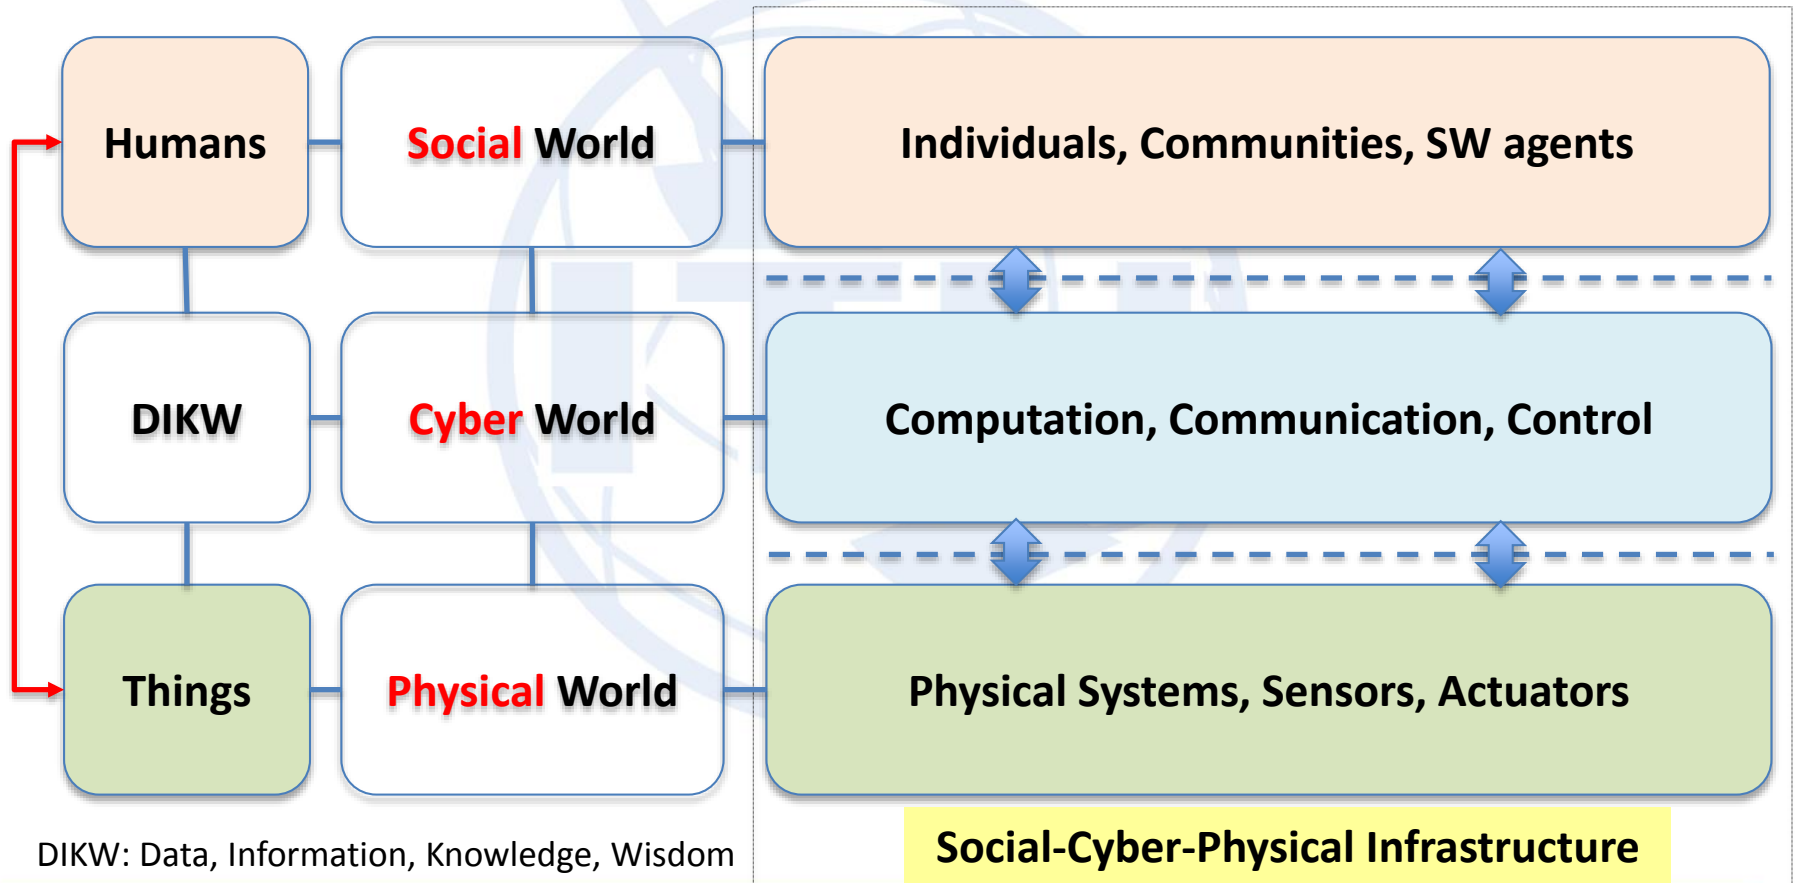 Humans
Social World
Individuals, Communities, SW agents
DIKW
Cyber World
Computation, Communication, Control
Things
Physical World
Physical Systems, Sensors, Actuators
DIKW: Data, Information, Knowledge, Wisdom
Social-Cyber-Physical Infrastructure
ITU